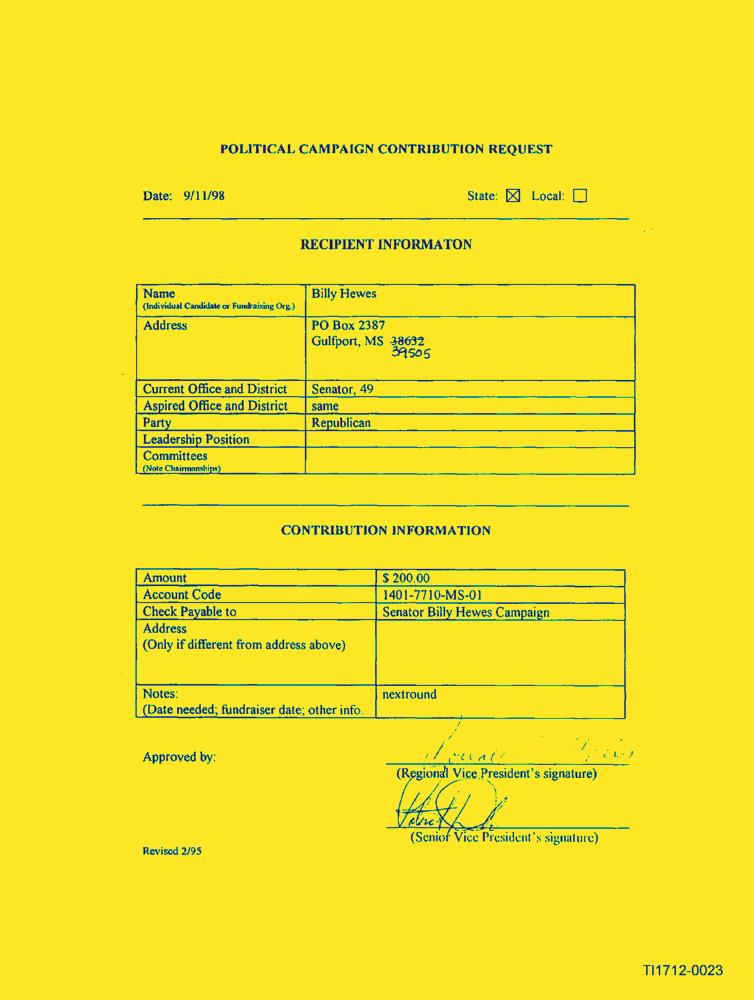 POLITICAL CAMPAIGN CONTRIBUTION REQUEST
Date: 9/11/98 State: ☒ Local: ☐
RECIPIENT INFORMATON
Name Billy Hewes
(Individual Candidate or Fundraising Org.)
Address PO Box 2387
Gulfport, MS 38632
39505
Current Office and District Senator, 49
Aspired Office and District same
Party Republican
Leadership Position
Committees
(Note Chairmanships)
CONTRIBUTION INFORMATION
Amount $ 200.00
Account Code 1401-7710-MS-01
Check Payable to Senator Billy Hewes Campaign
Address
(Only if different from address above)
Notes: nextround
(Date needed; fundraiser date; other info.
Approved by:
(Regional Vice President's signature)
(Senior Vice President's signature)
Revised 2/95
TI1712-0023